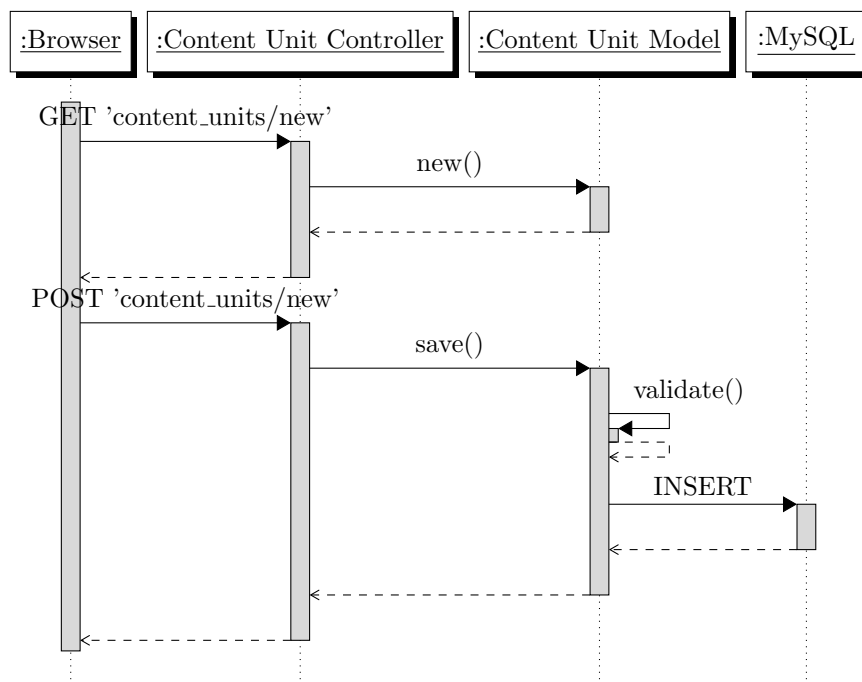 :Browser
:Content Unit Controller
:Content Unit Model
:MySQL
GET 'content_units/new'
new()
POST 'content_units/new'
save()
validate()
INSERT